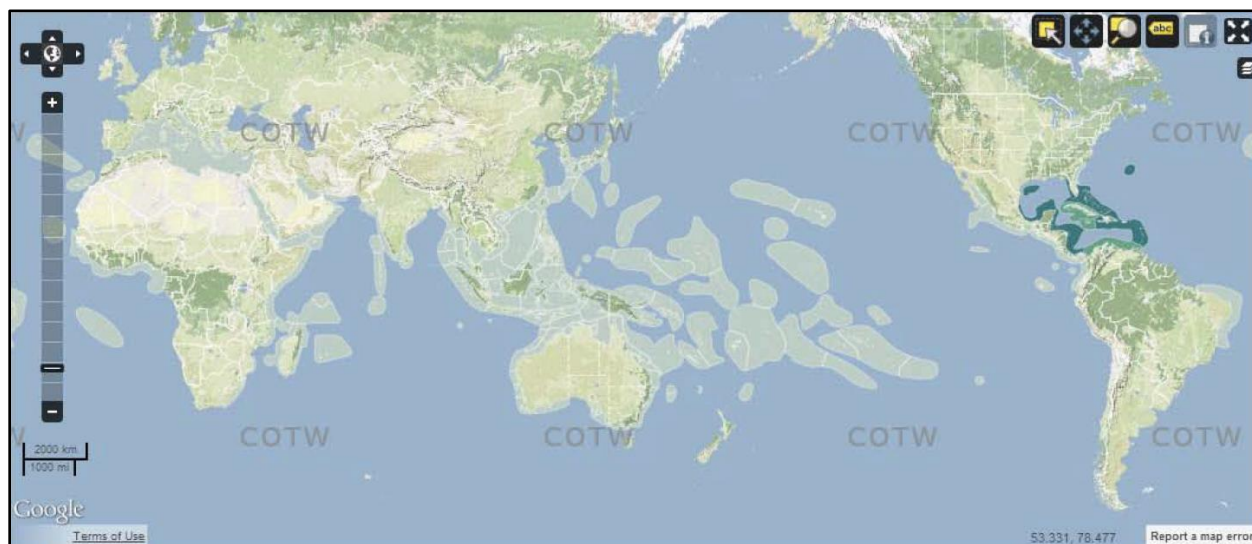 abc
COTW COTW COTW COTW
COTW COTW COTW COTW
2000 km
1000 mi
Google
Terms of Use
53.331, 78.477
Report a map error